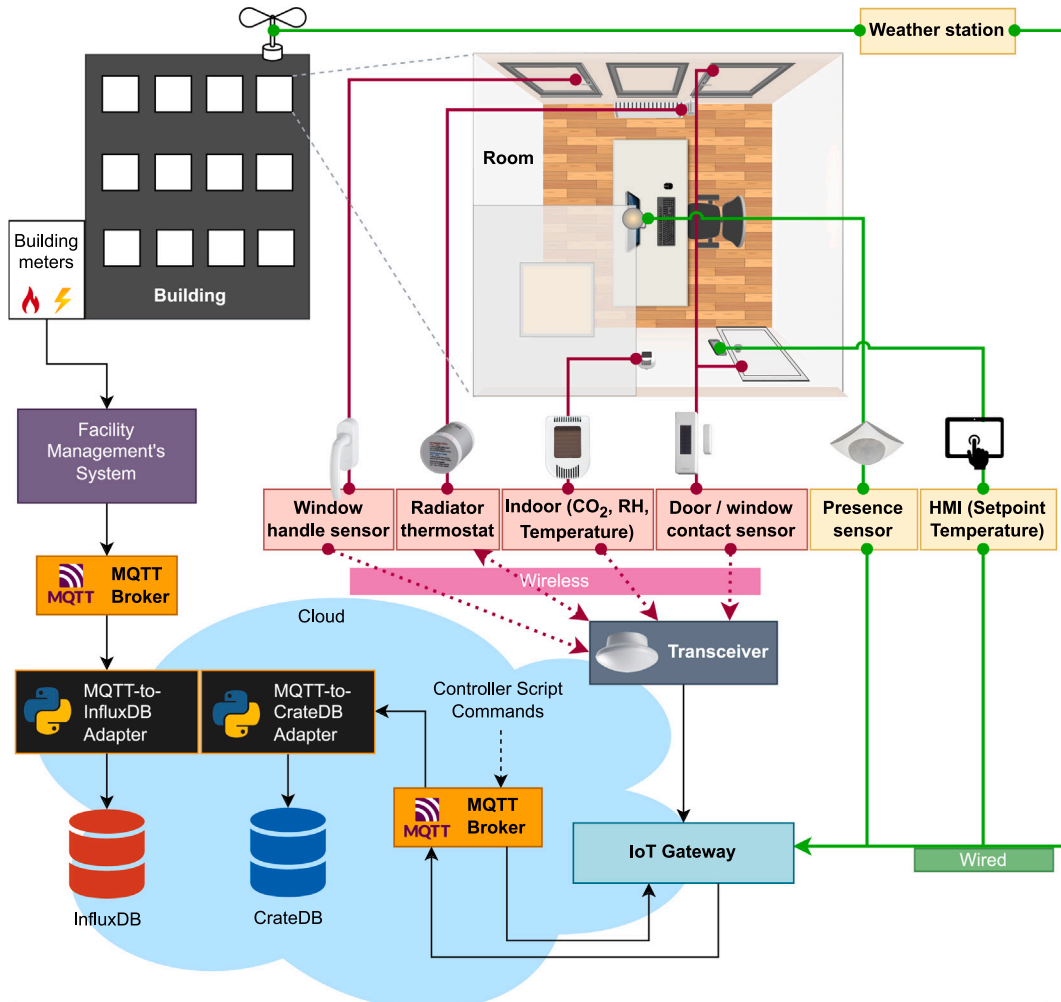 Weather station
Room
Building
meters
Building
Facility
Management's
System
Window
handle sensor
Radiator
thermostat
Indoor (CO₂, RH,
Temperature)
Door / window
contact sensor
Presence
sensor
HMI (Setpoint
Temperature)
Wireless
MQTT
MQTT
Broker
Cloud
Transceiver
MQTT-to-
InfluxDB
Adapter
MQTT-to-
CrateDB
Adapter
Controller Script
Commands
MQTT
MQTT
Broker
IoT Gateway
Wired
InfluxDB
CrateDB